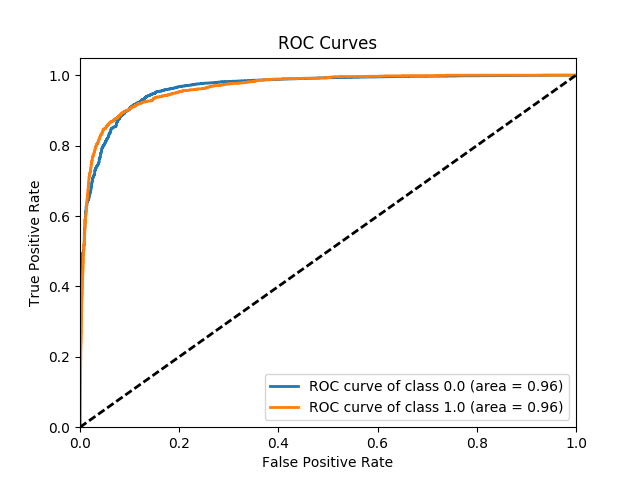 ROC Curves
1.0
0.8
0.6
0.4
0.2
0.0
True Positive Rate
ROC curve of class 0.0 (area = 0.96)
ROC curve of class 1.0 (area = 0.96)
0.0 0.2 0.4 0.6 0.8 1.0
False Positive Rate